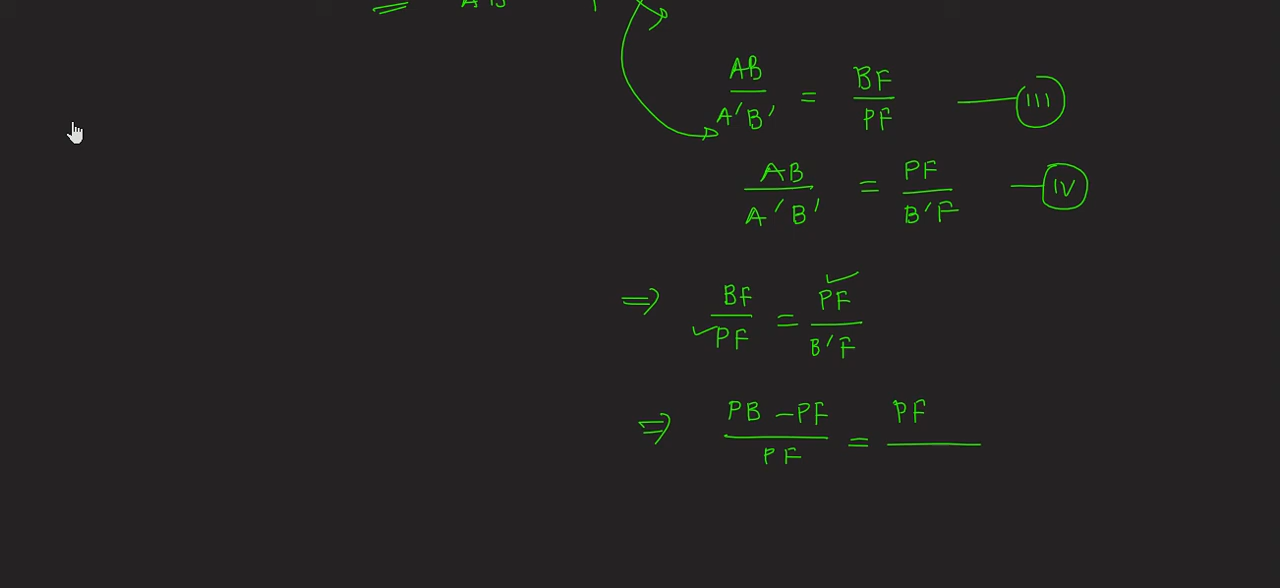 AB / A'B' = BF / PF — III
AB / A'B' = PF / B'F — IV
⇒ BF / PF = PF / B'F
⇒ PB - PF / PF = PF /